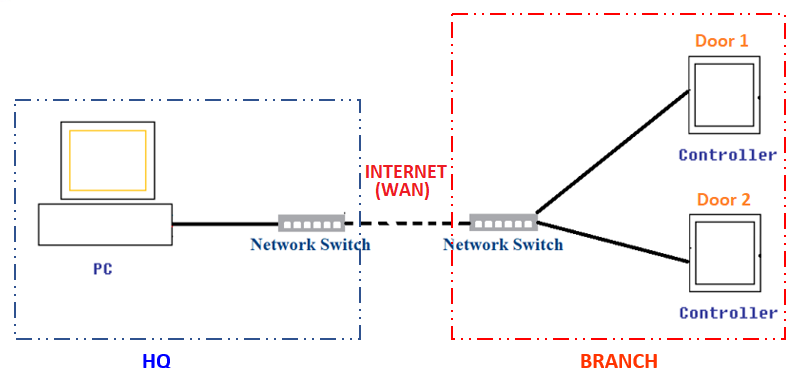 Door 1
Controller
INTERNET
(WAN)
Door 2
Network Switch
Network Switch
PC
Controller
HQ
BRANCH